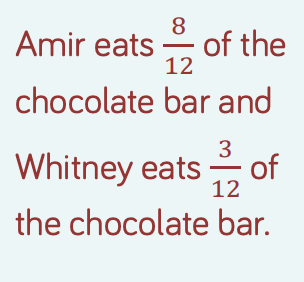 Amir eats 8/12 of the
chocolate bar and
Whitney eats 3/12 of
the chocolate bar.